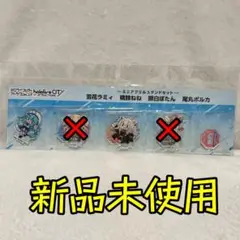 ミニアクリルスタンドセット
雪花ラミィ 桃鈴ねね 獅白ぼたん 尾丸ポルカ
新品未使用